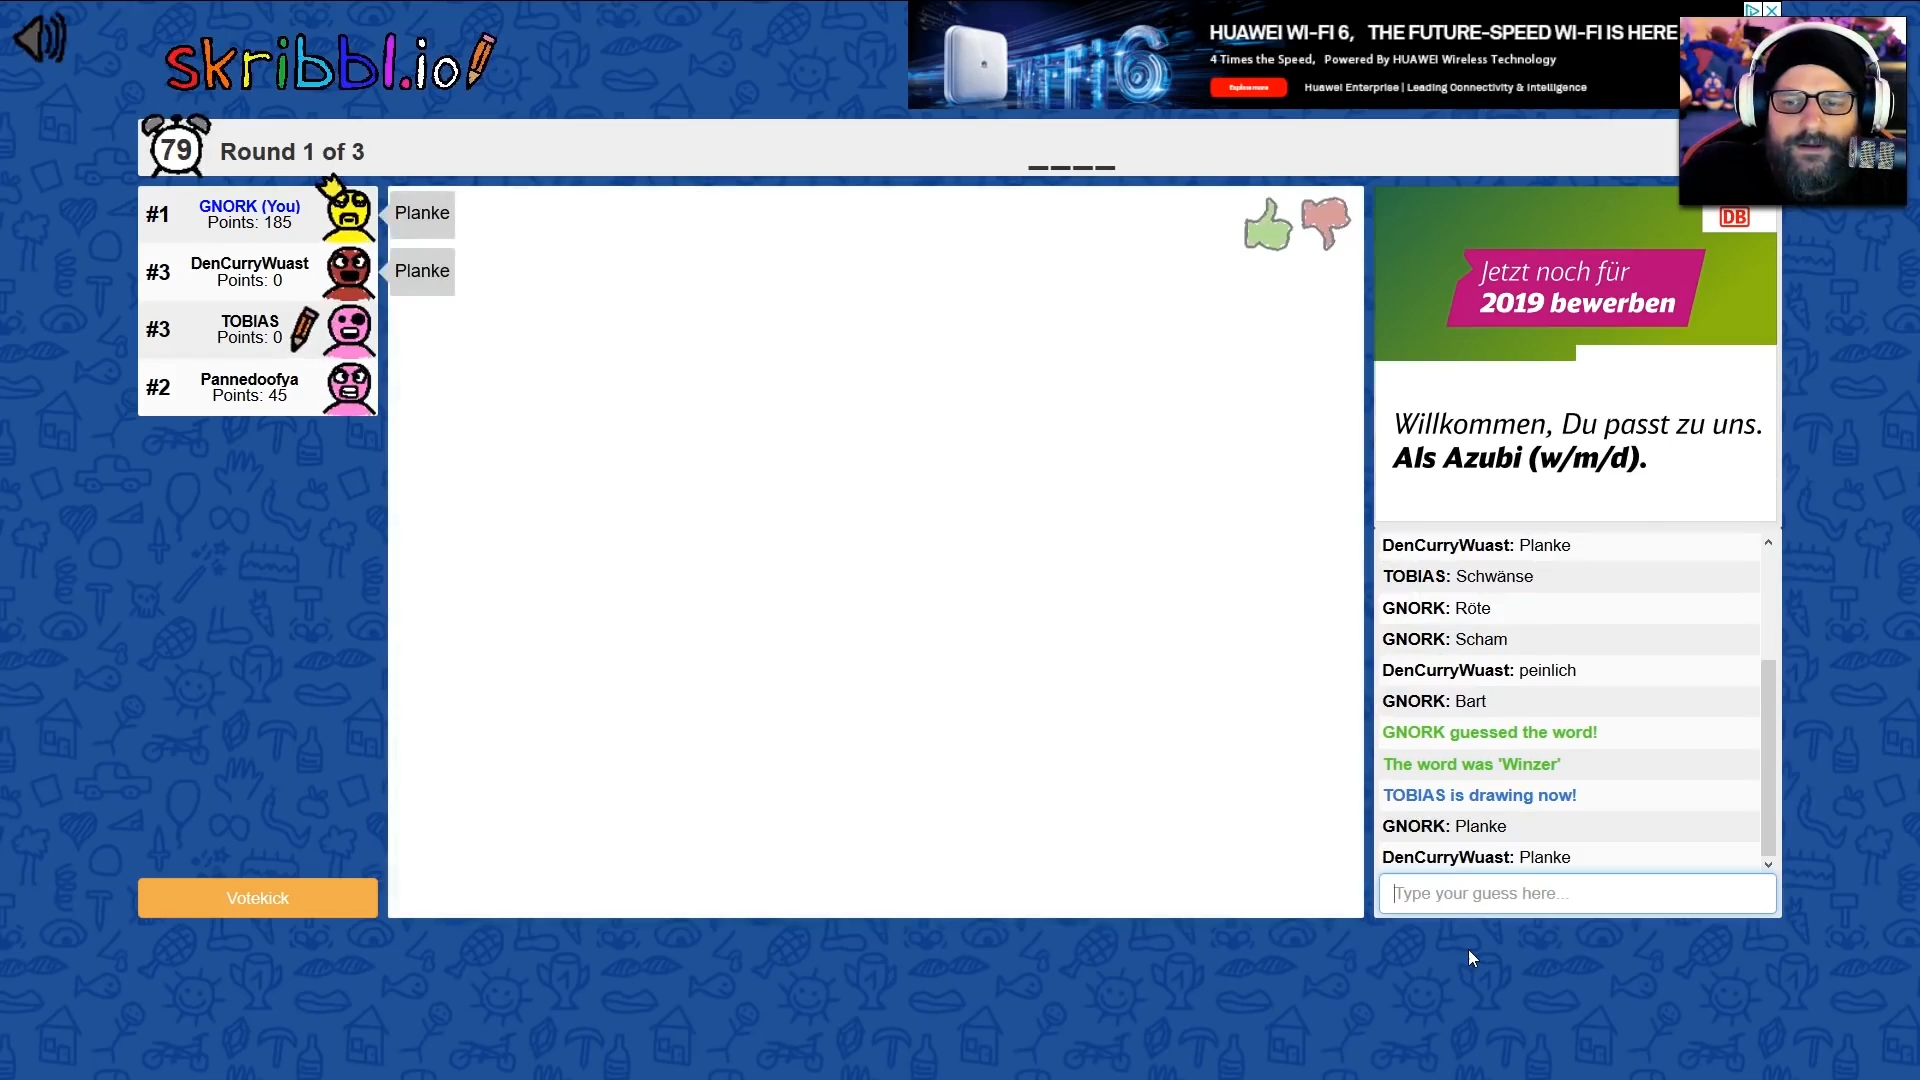 skribbl.io
HUAWEI WI-FI 6, THE FUTURE-SPEED WI-FI IS HERE
4 Times the Speed, Powered By HUAWEI Wireless Technology
Explore more
Huawei Enterprise | Leading Connectivity & Intelligence
79
Round 1 of 3
_ _ _ _
#1
GNORK (You)
Points: 185
Planke
#3
DenCurryWuast
Points: 0
Planke
#3
TOBIAS
Points: 0
#2
Pannedoofya
Points: 45
Votekick
DB
Jetzt noch für
2019 bewerben
Willkommen, Du passt zu uns.
Als Azubi (w/m/d).
DenCurryWuast: Planke
TOBIAS: Schwänse
GNORK: Röte
GNORK: Scham
DenCurryWuast: peinlich
GNORK: Bart
GNORK guessed the word!
The word was 'Winzer'
TOBIAS is drawing now!
GNORK: Planke
DenCurryWuast: Planke
Type your guess here...